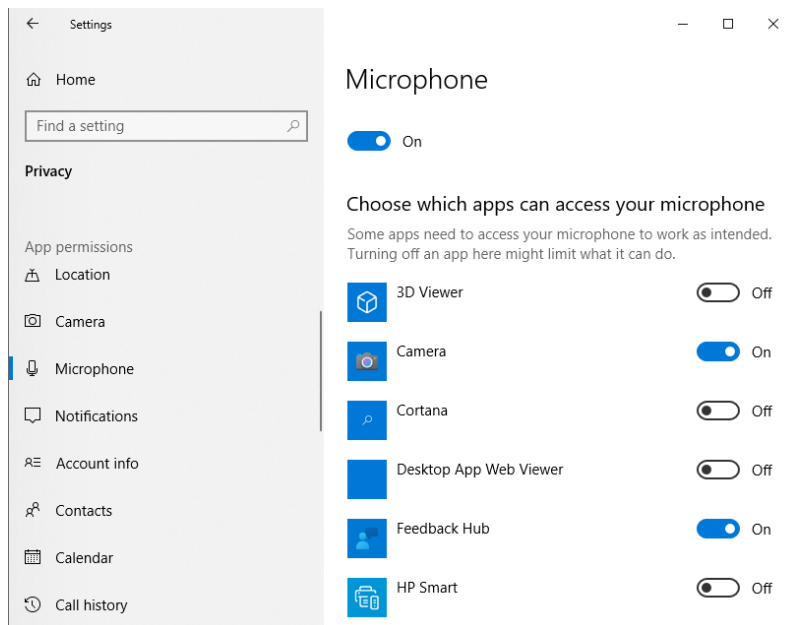 Settings
Home
Find a setting
Privacy
App permissions
Location
Camera
Microphone
Notifications
Account info
Contacts
Calendar
Call history
Microphone
On
Choose which apps can access your microphone
Some apps need to access your microphone to work as intended.
Turning off an app here might limit what it can do.
3D Viewer Off
Camera On
Cortana Off
Desktop App Web Viewer Off
Feedback Hub On
HP Smart Off